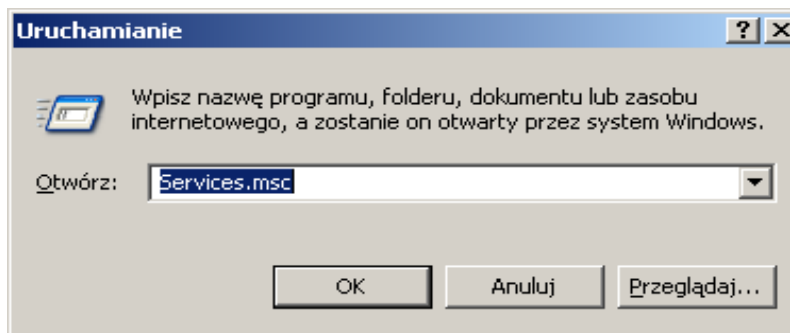 Uruchamianie
Wpisz nazwę programu, folderu, dokumentu lub zasobu
internetowego, a zostanie on otwarty przez system Windows.
Otwórz: Services.msc
OK Anuluj Przeglądaj...